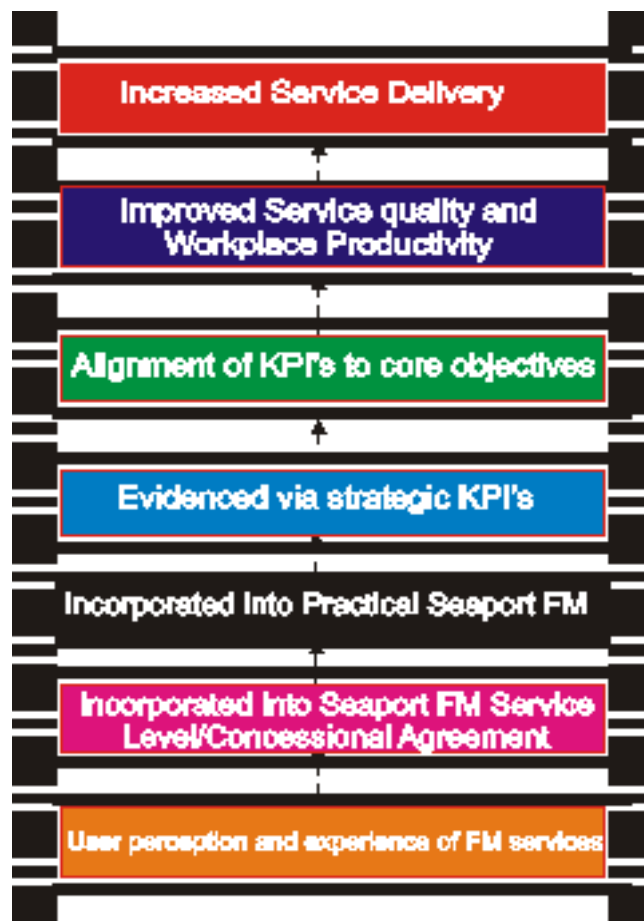 Increased Service Delivery
Improved Service quality and
Workplace Productivity
Alignment of KPI's to core objectives
Evidenced via strategic KPI's
Incorporated Into Practical Seaport FM
Incorporated Into Seaport FM Service
Level/Concessional Agreement
User perception and experience of FM services